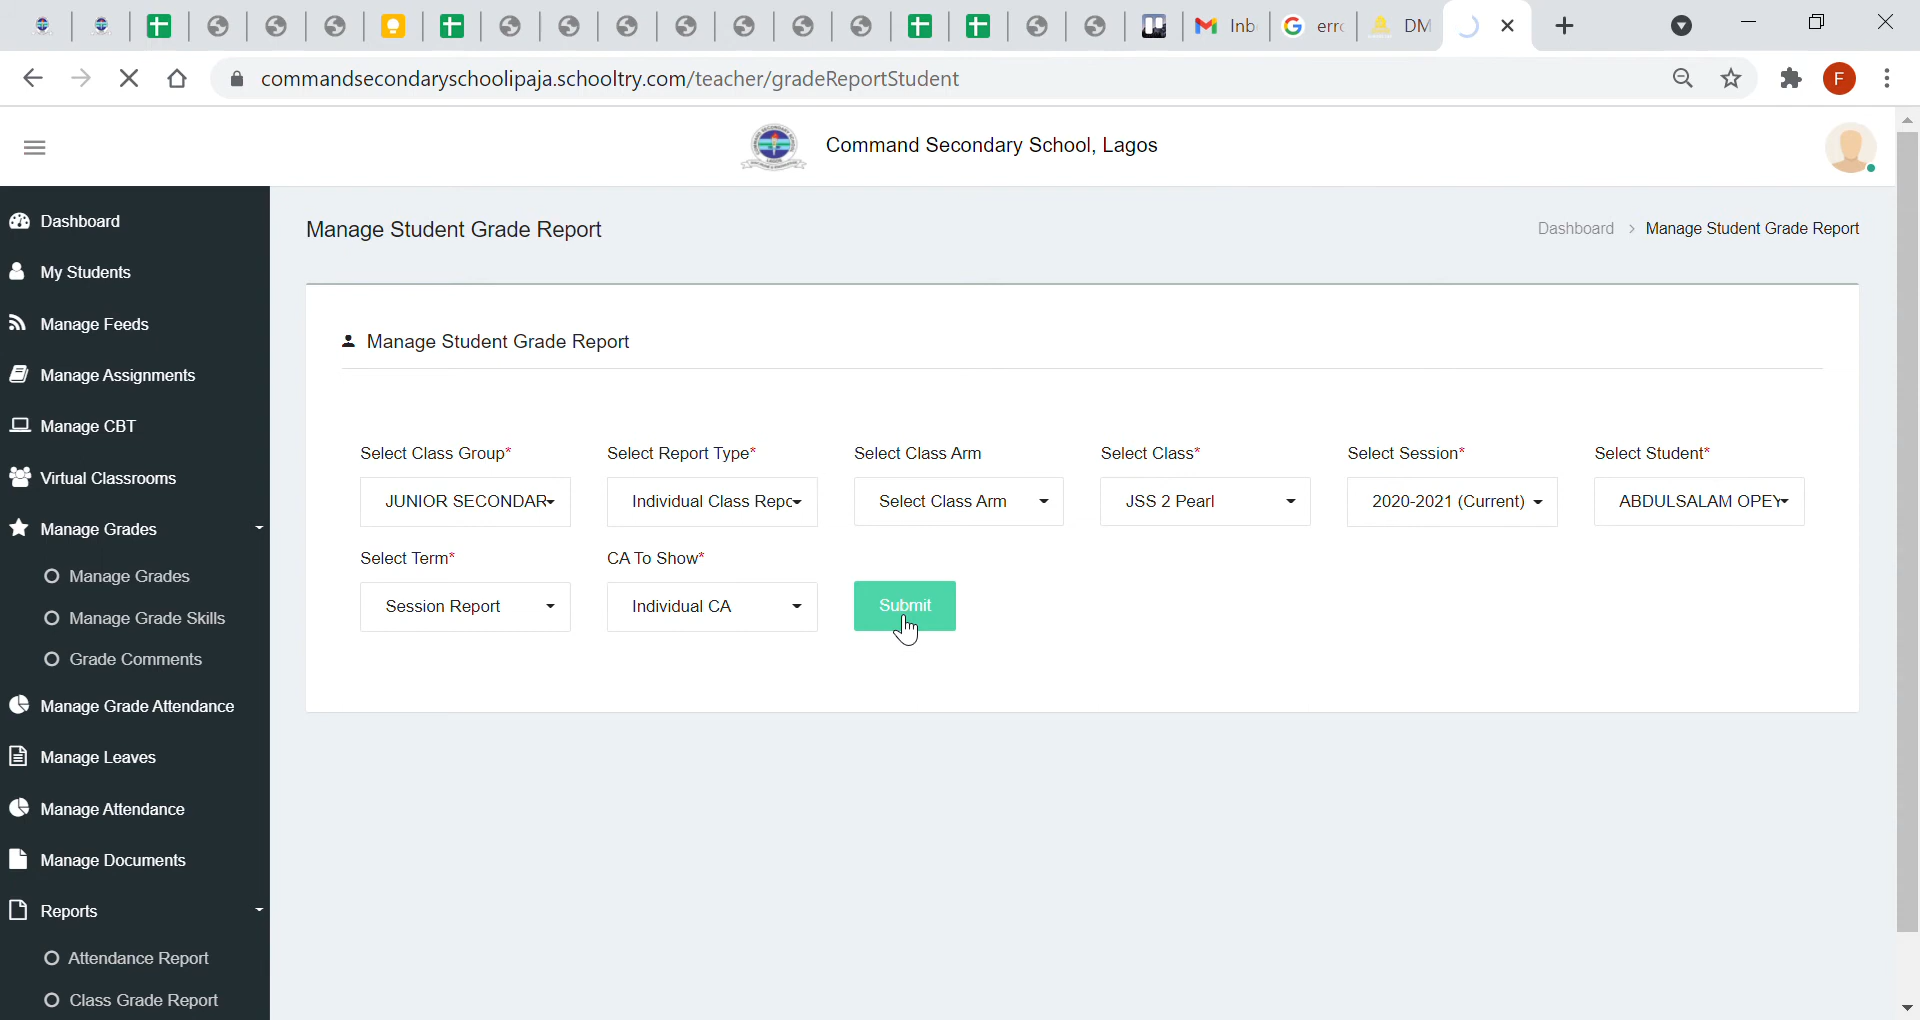 Inb
erro
DM
commandsecondaryschoolipaja.schooltry.com/teacher/gradeReportStudent
F
Command Secondary School, Lagos
Dashboard
My Students
Manage Feeds
Manage Assignments
Manage CBT
Virtual Classrooms
Manage Grades
Manage Grades
Manage Grade Skills
Grade Comments
Manage Grade Attendance
Manage Leaves
Manage Attendance
Manage Documents
Reports
Attendance Report
Class Grade Report
Manage Student Grade Report
Dashboard > Manage Student Grade Report
Manage Student Grade Report
Select Class Group* Select Report Type* Select Class Arm Select Class* Select Session* Select Student*
JUNIOR SECONDAR Individual Class Repo Select Class Arm JSS 2 Pearl 2020-2021 (Current) ABDULSALAM OPEY
Select Term* CA To Show*
Session Report Individual CA Submit